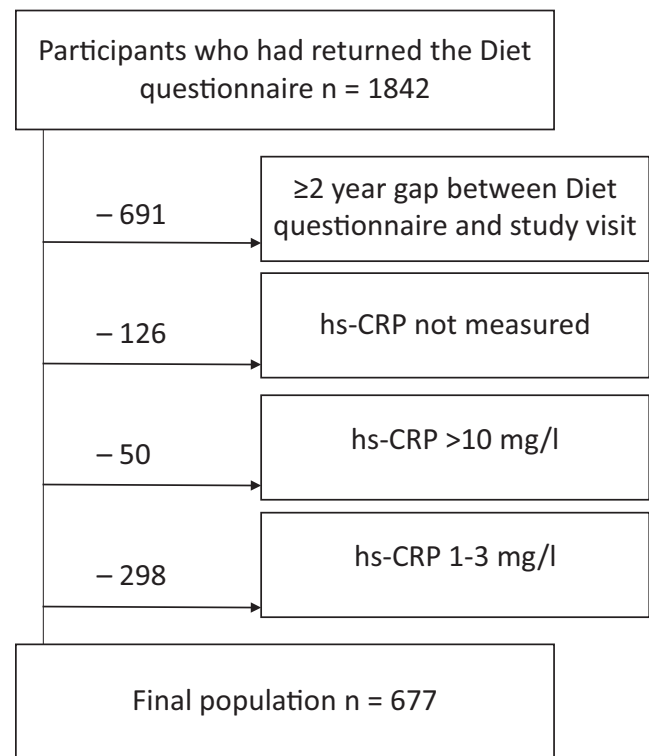 Participants who had returned the Diet
questionnaire n = 1842
– 691
≥2 year gap between Diet
questionnaire and study visit
– 126
hs-CRP not measured
– 50
hs-CRP >10 mg/l
– 298
hs-CRP 1-3 mg/l
Final population n = 677